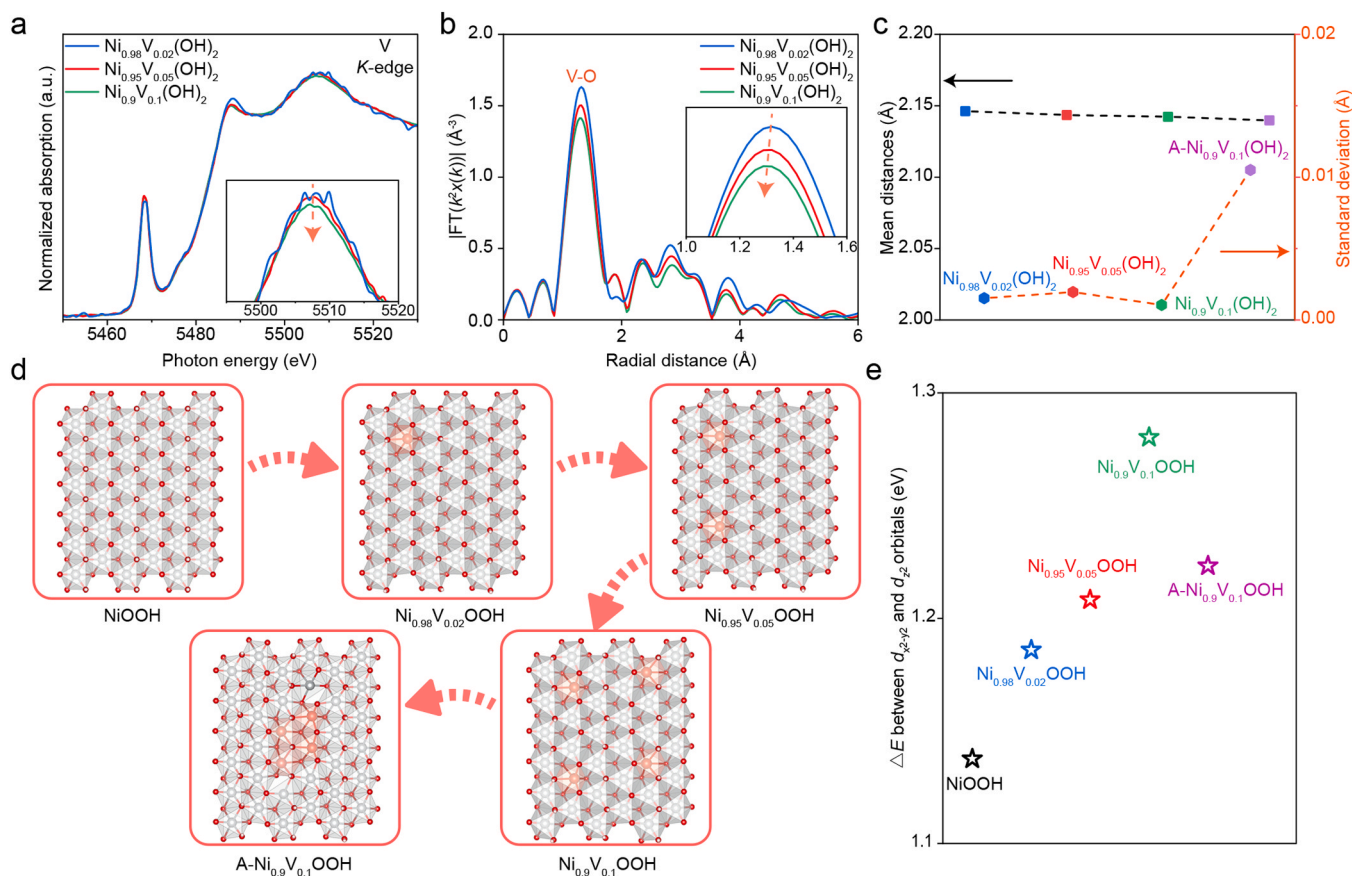 a
Ni0.98V0.02(OH)2
Ni0.95V0.05(OH)2
Ni0.9V0.1(OH)2
V
K-edge
Normalized absorption (a.u.)
5500 5510 5520
5460 5480 5500 5520
Photon energy (eV)
b
Ni0.98V0.02(OH)2
Ni0.95V0.05(OH)2
Ni0.9V0.1(OH)2
V-O
|FT(k²x(k))| (Å-3)
2.0
1.5
1.0
0.5
0.0
1.0 1.2 1.4 1.6
0 2 4 6
Radial distance (Å)
c
Mean distances (Å)
2.20
2.15
2.10
2.05
2.00
A-Ni0.9V0.1(OH)2
Ni0.98V0.02(OH)2
Ni0.95V0.05(OH)2
Ni0.9V0.1(OH)2
0.02
0.01
0.00
Standard deviation (Å)
d
NiOOH
Ni0.98V0.02OOH
Ni0.95V0.05OOH
A-Ni0.9V0.1OOH
Ni0.9V0.1OOH
e
△E between dx2-y2 and dz2 orbitals (eV)
1.3
1.2
1.1
Ni0.9V0.1OOH
Ni0.95V0.05OOH
A-Ni0.9V0.1OOH
Ni0.98V0.02OOH
NiOOH